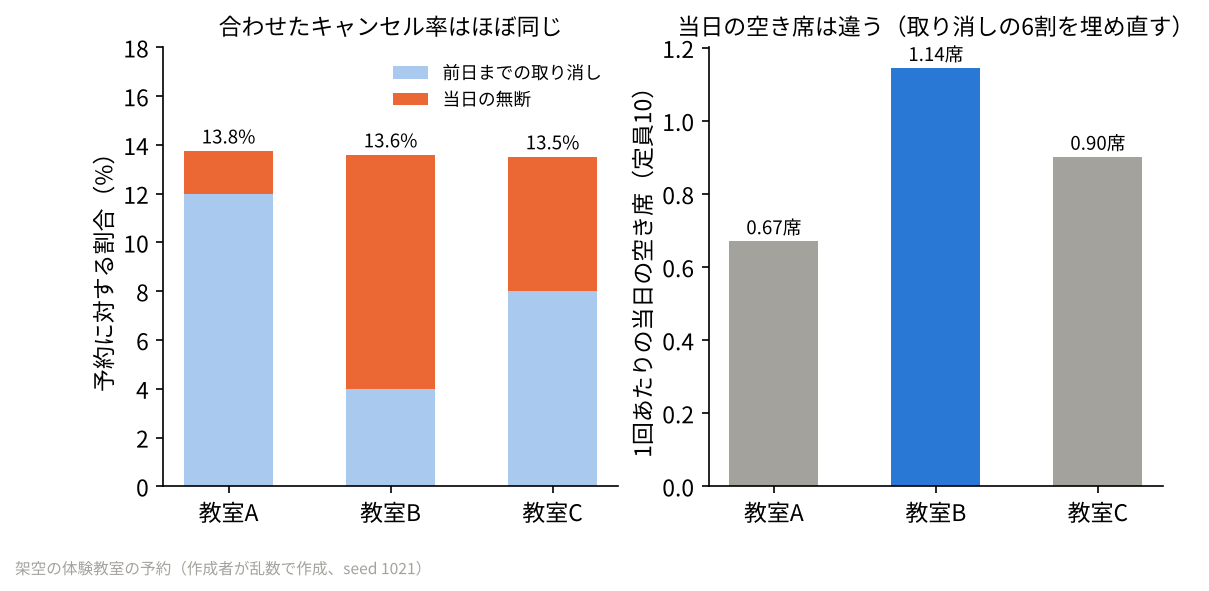 合わせたキャンセル率はほぼ同じ
予約に対する割合（%）
18
16
14
12
10
8
6
4
2
0
前日までの取り消し
当日の無断
13.8%
13.6%
13.5%
教室A
教室B
教室C
当日の空き席は違う（取り消しの6割を埋め直す）
1回あたりの当日の空き席（定員10）
1.2
1.0
0.8
0.6
0.4
0.2
0.0
0.67席
1.14席
0.90席
教室A
教室B
教室C
架空の体験教室の予約（作成者が乱数で作成、seed 1021）